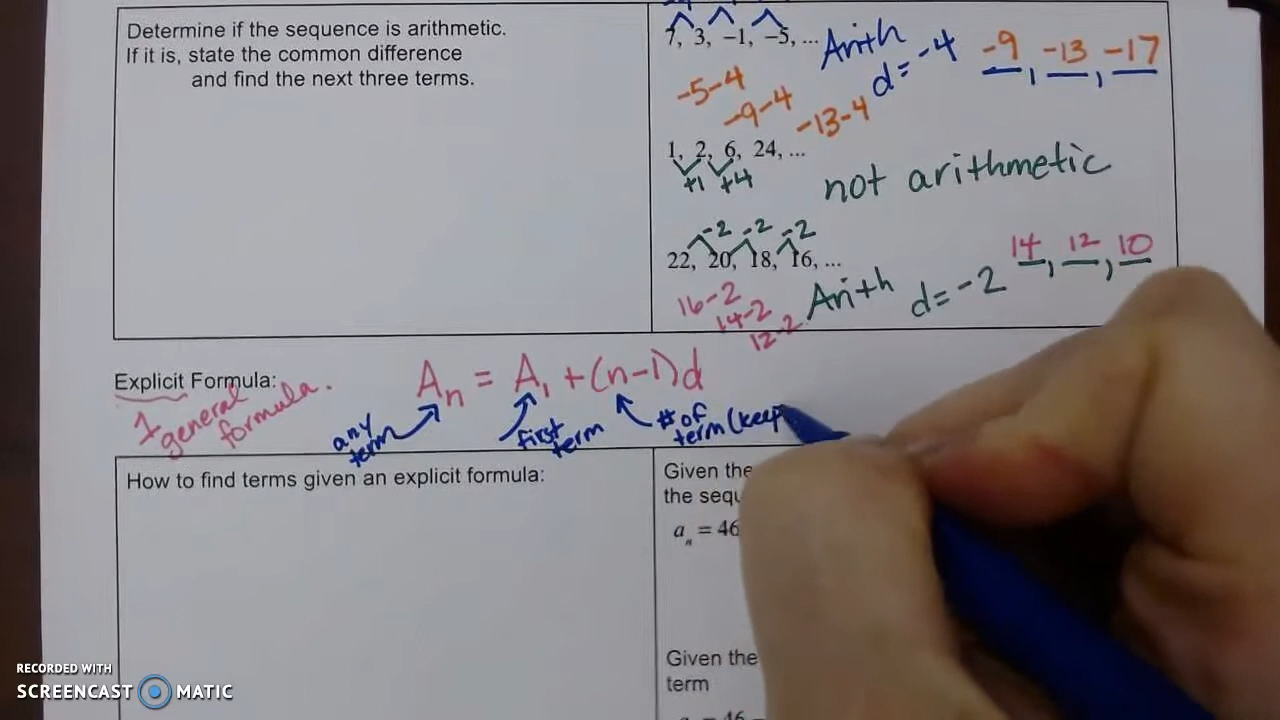 Determine if the sequence is arithmetic.
If it is, state the common difference
and find the next three terms.
7, 3, −1, −5, ... Arith d= -4 -9, -13, -17
-5-4
-9-4
-13-4
1, 2, 6, 24, ...
+1 +4
not arithmetic
-2 -2 -2
22, 20, 18, 16, ... Arith d= -2 14, 12, 10
16-2
14-2
12-2
Explicit Formula: Aₙ = A₁ + (n-1)d
general
formula.
any
term
first
term
# of
term (keep
How to find terms given an explicit formula:
Given the
the sequ
aₙ = 46
Given the
term
RECORDED WITH
SCREENCAST MATIC